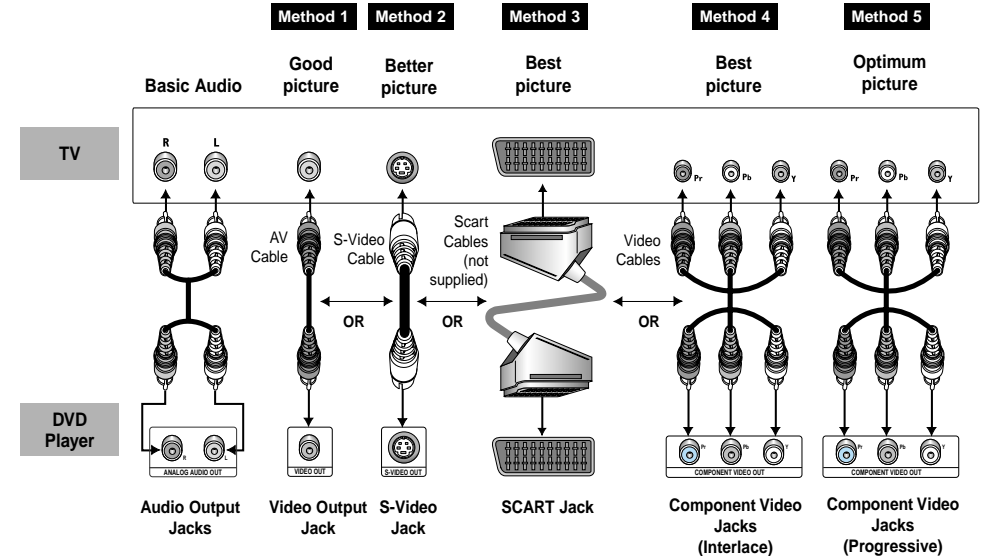 Method 1 Method 2 Method 3 Method 4 Method 5
Basic Audio
Good
picture
Better
picture
Best
picture
Best
picture
Optimum
picture
TV
R L
Pr Pb Y
Pr Pb Y
AV
Cable
S-Video
Cable
Scart
Cables
(not
supplied)
Video
Cables
OR OR OR
DVD
Player
R L
ANALOG AUDIO OUT
VIDEO OUT
S-VIDEO OUT
Pr Pb Y
COMPONENT VIDEO OUT
Pr Pb Y
COMPONENT VIDEO OUT
Audio Output
Jacks
Video Output
Jack
S-Video
Jack
SCART Jack
Component Video
Jacks
(Interlace)
Component Video
Jacks
(Progressive)